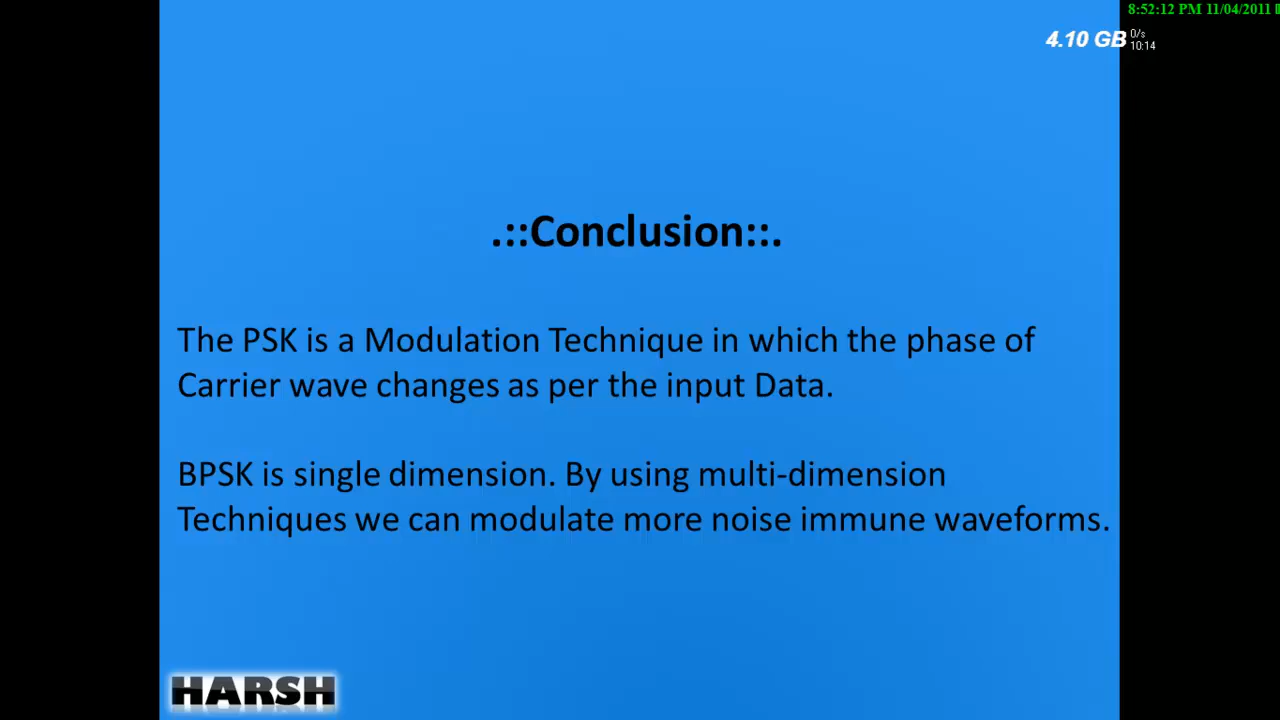 8:52:12 PM 11/04/2011
4.10 GB
0/s
10:14
.::Conclusion::.
The PSK is a Modulation Technique in which the phase of
Carrier wave changes as per the input Data.
BPSK is single dimension. By using multi-dimension
Techniques we can modulate more noise immune waveforms.
HARSH